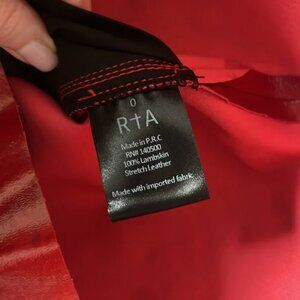 0
R†A
Made in P.R.C
RN# 140500
100% Lambskin
Stretch Leather
Made with imported fabric